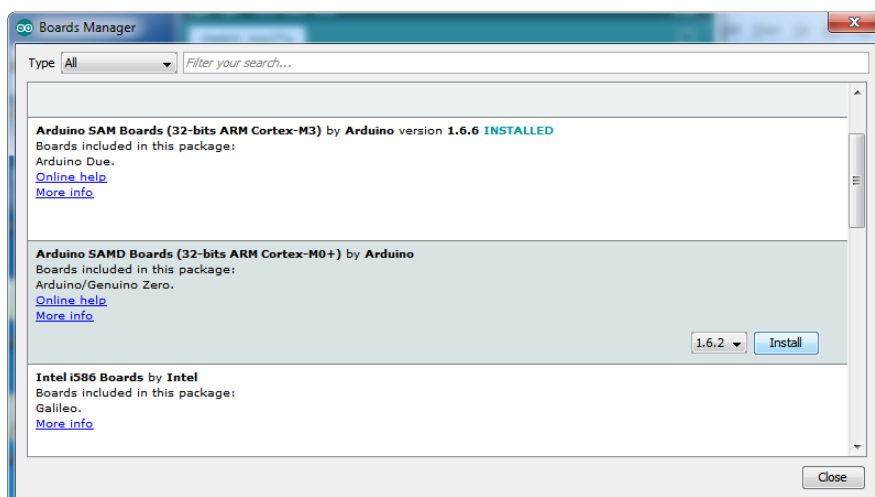 Boards Manager
Type All Filter your search...
Arduino SAM Boards (32-bits ARM Cortex-M3) by Arduino version 1.6.6 INSTALLED
Boards included in this package:
Arduino Due.
Online help
More info
Arduino SAMD Boards (32-bits ARM Cortex-M0+) by Arduino
Boards included in this package:
Arduino/Genuino Zero.
Online help
More info
1.6.2 Install
Intel i586 Boards by Intel
Boards included in this package:
Galileo.
More info
Close